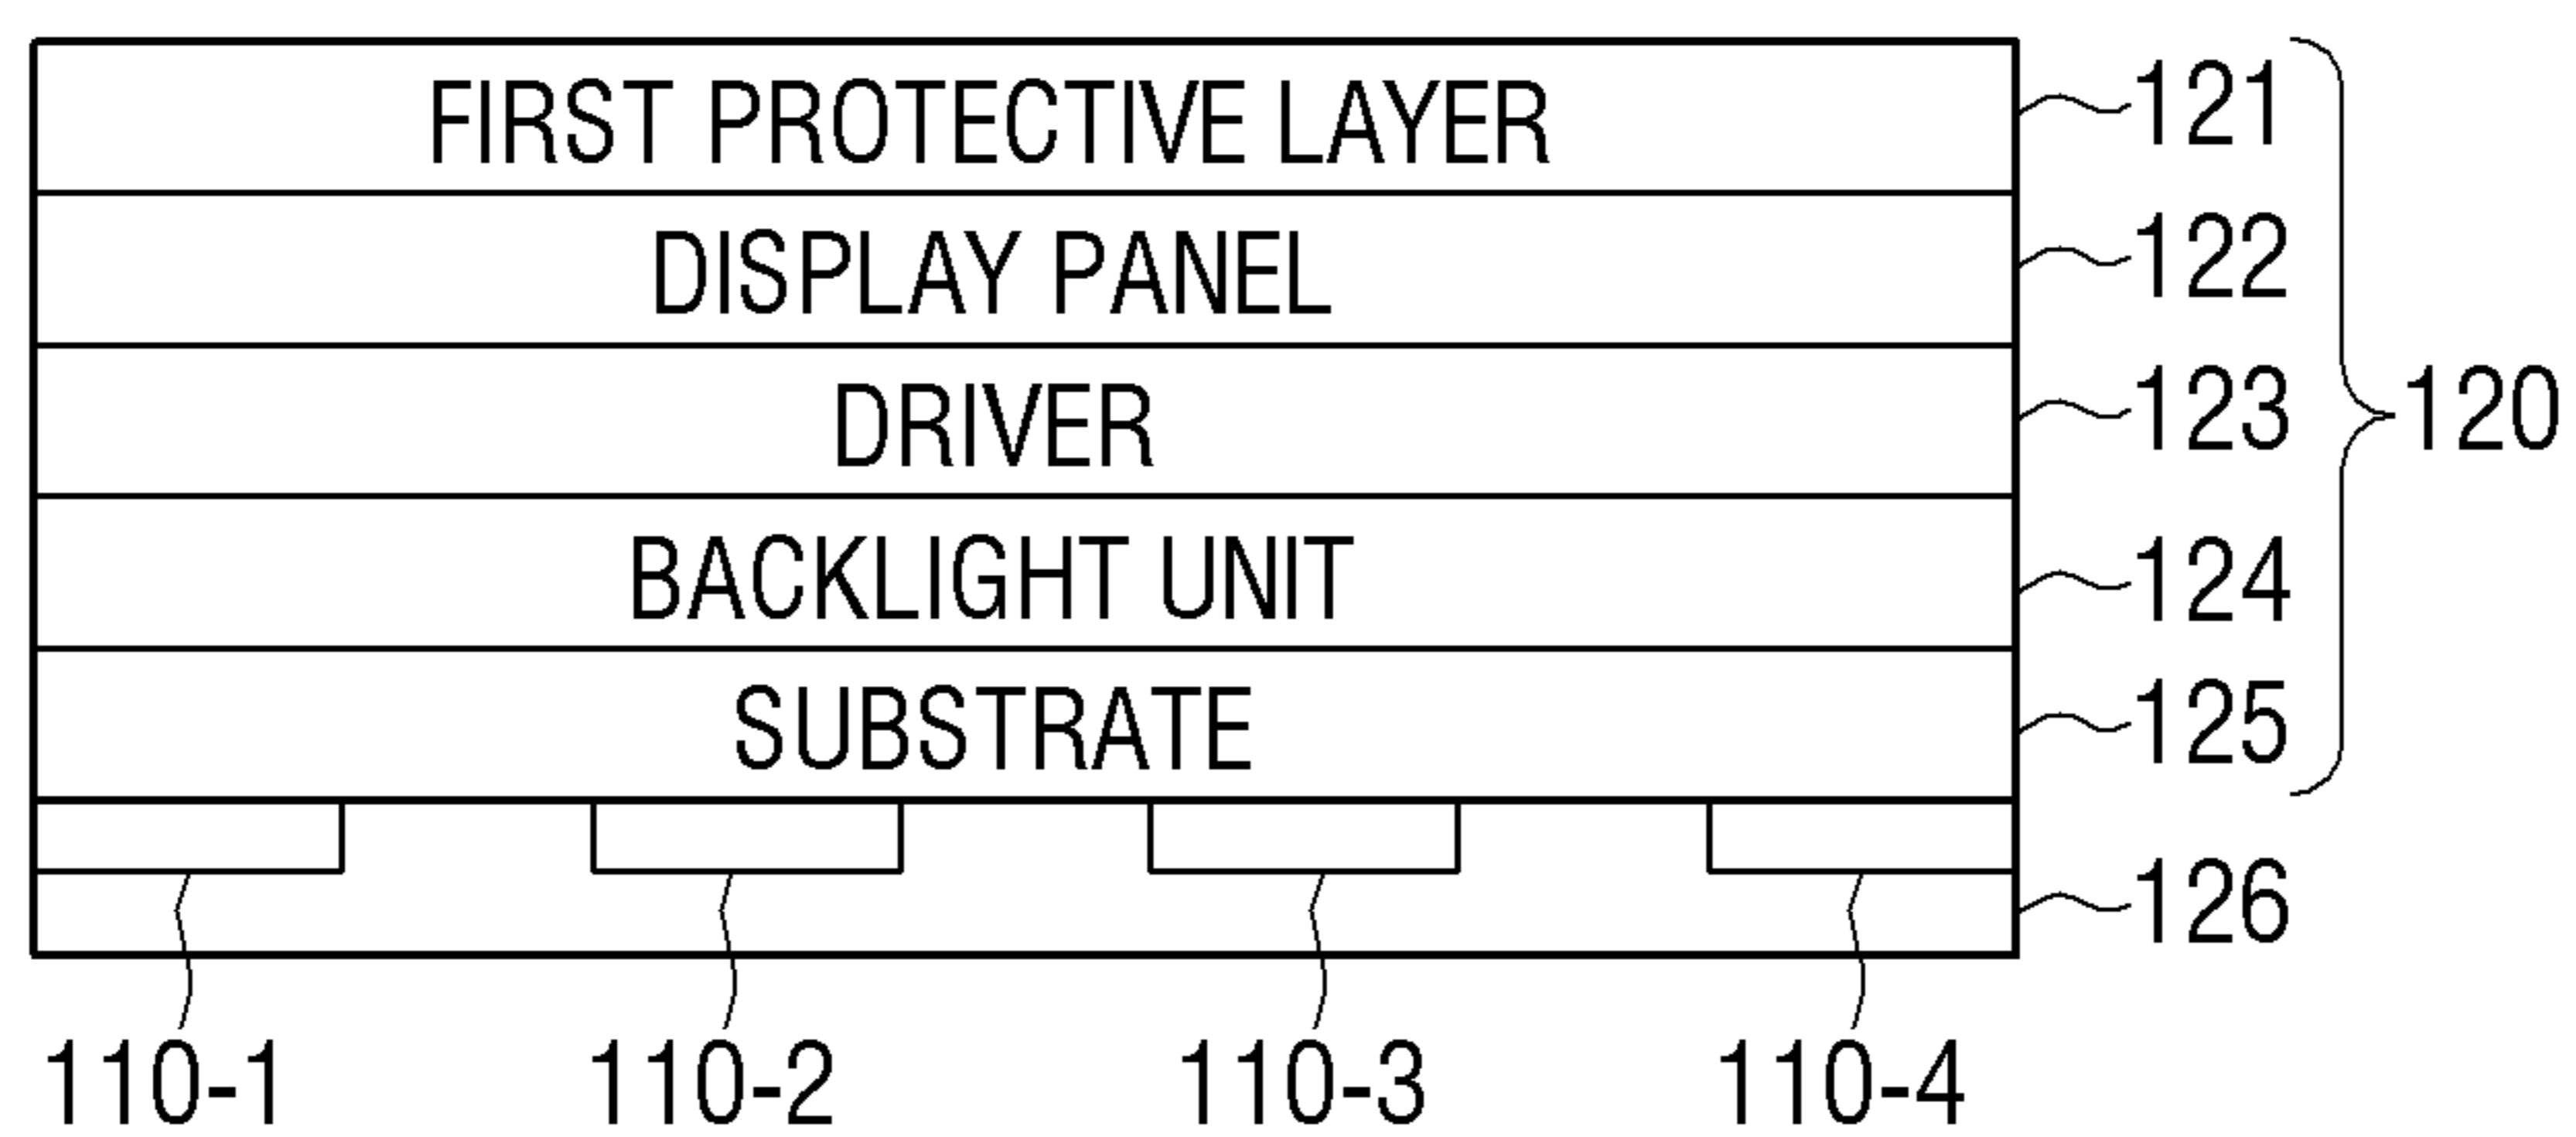 FIRST PROTECTIVE LAYER 121
DISPLAY PANEL 122
DRIVER 123 120
BACKLIGHT UNIT 124
SUBSTRATE 125
126
110-1 110-2 110-3 110-4